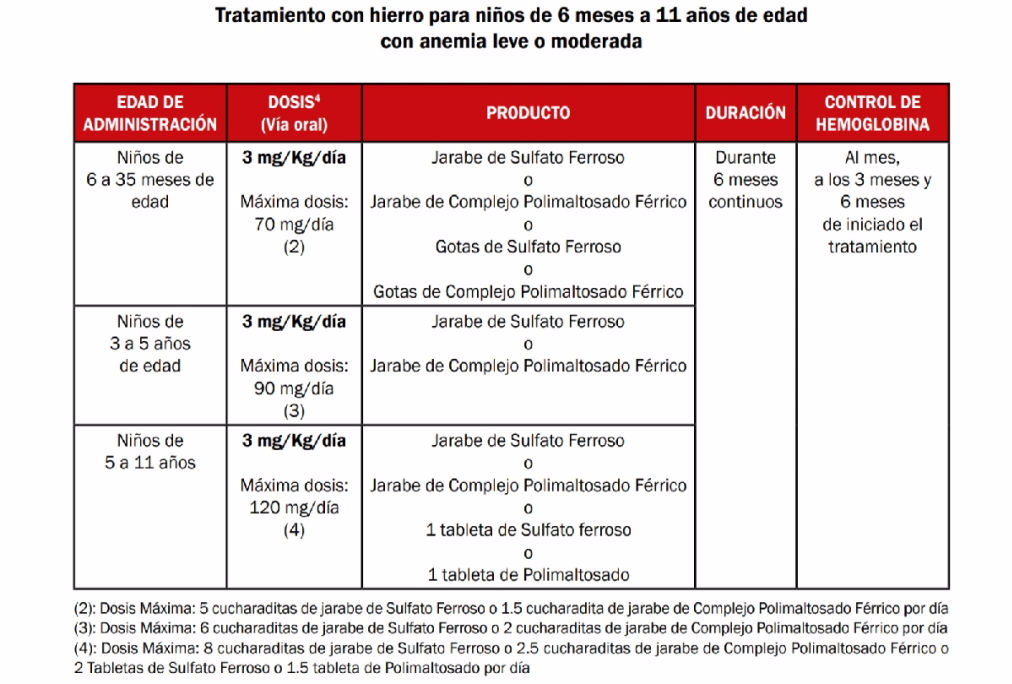 Tratamiento con hierro para niños de 6 meses a 11 años de edad
con anemia leve o moderada
EDAD DE
ADMINISTRACIÓN
DOSIS⁴
(Vía oral)
PRODUCTO
DURACIÓN
CONTROL DE
HEMOGLOBINA
Niños de
6 a 35 meses de
edad
3 mg/Kg/día
Máxima dosis:
70 mg/día
(2)
Jarabe de Sulfato Ferroso
o
Jarabe de Complejo Polimaltosado Férrico
o
Gotas de Sulfato Ferroso
o
Gotas de Complejo Polimaltosado Férrico
Durante
6 meses
continuos
Al mes,
a los 3 meses y
6 meses
de iniciado el
tratamiento
Niños de
3 a 5 años
de edad
3 mg/Kg/día
Máxima dosis:
90 mg/día
(3)
Jarabe de Sulfato Ferroso
o
Jarabe de Complejo Polimaltosado Férrico
Niños de
5 a 11 años
3 mg/Kg/día
Máxima dosis:
120 mg/día
(4)
Jarabe de Sulfato Ferroso
o
Jarabe de Complejo Polimaltosado Férrico
o
1 tableta de Sulfato ferroso
o
1 tableta de Polimaltosado
(2): Dosis Máxima: 5 cucharaditas de jarabe de Sulfato Ferroso o 1.5 cucharadita de jarabe de Complejo Polimaltosado Férrico por día
(3): Dosis Máxima: 6 cucharaditas de jarabe de Sulfato Ferroso o 2 cucharaditas de jarabe de Complejo Polimaltosado Férrico por día
(4): Dosis Máxima: 8 cucharaditas de jarabe de Sulfato Ferroso o 2.5 cucharaditas de jarabe de Complejo Polimaltosado Férrico o
2 Tabletas de Sulfato Ferroso o 1.5 tableta de Polimaltosado por día